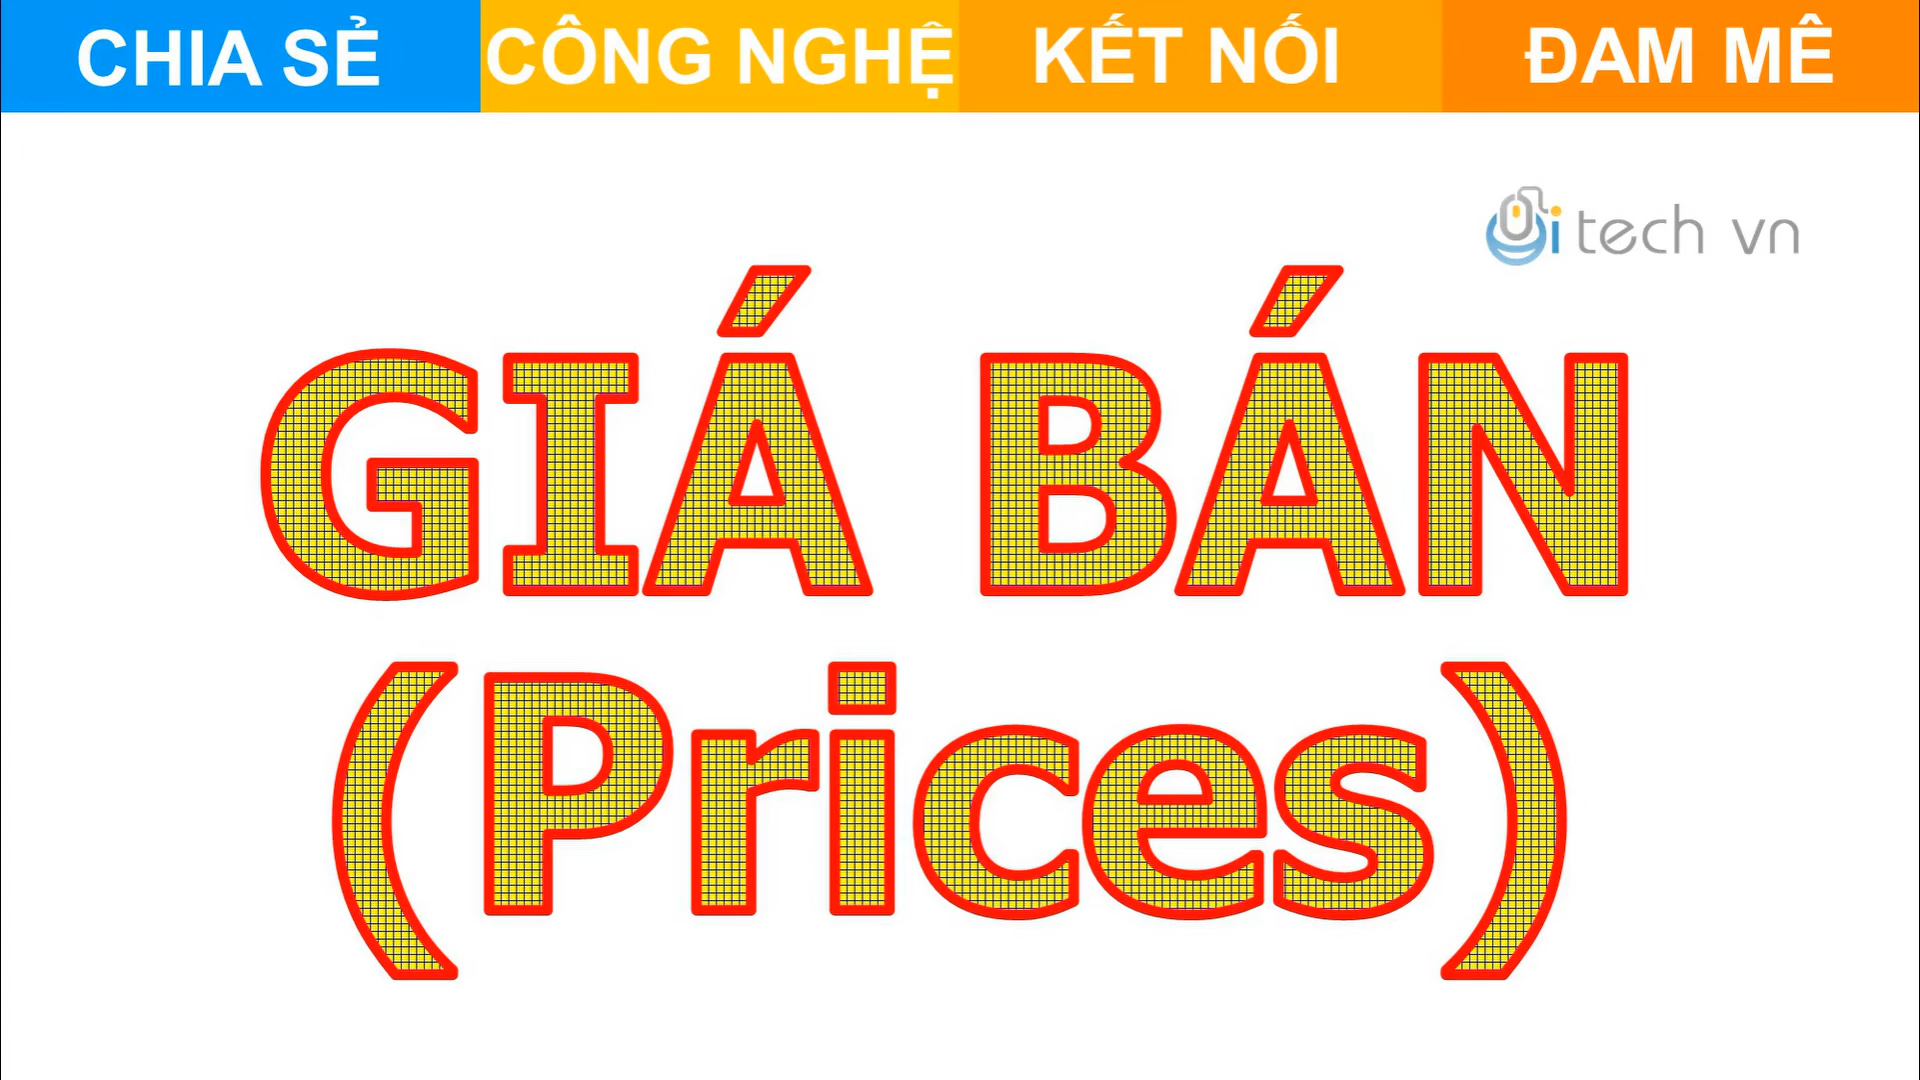 CHIA SẺ CÔNG NGHỆ KẾT NỐI ĐAM MÊ
i tech vn
GIÁ BÁN
(Prices)